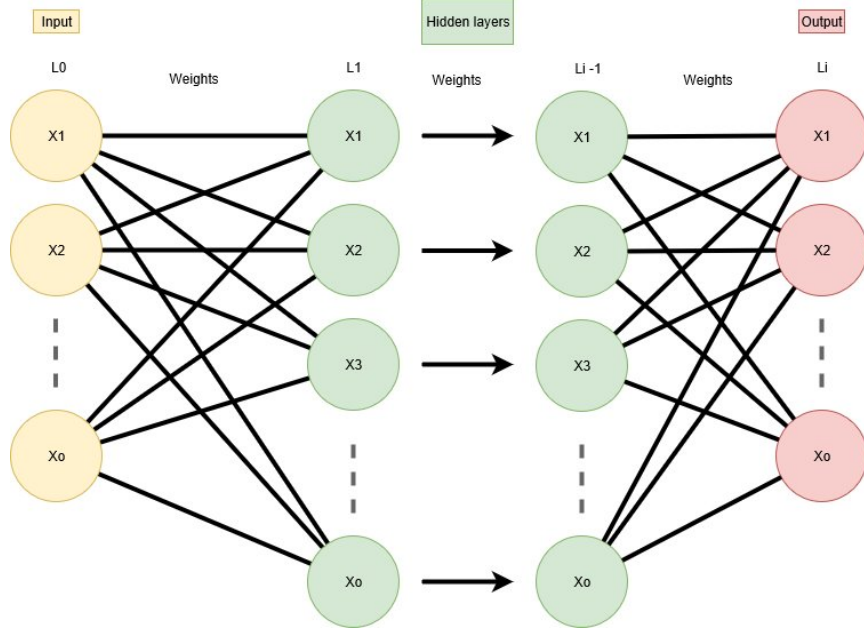 Input
Hidden layers
Output
L0
Weights
L1
Weights
Li -1
Weights
Li
X1
X1
X1
X1
X2
X2
X2
X2
X3
X3
Xo
Xo
Xo
Xo